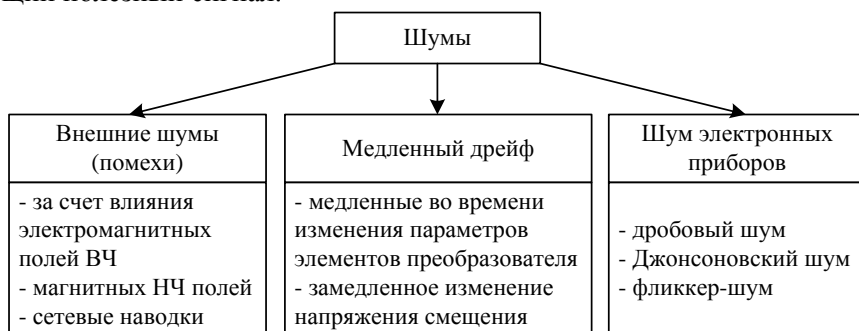 полезный сигнал.
Шумы
Внешние шумы
(помехи)
- за счет влияния
электромагнитных
полей ВЧ
- магнитных НЧ полей
- сетевые наводки
Медленный дрейф
- медленные во времени
изменения параметров
элементов преобразователя
- замедленное изменение
напряжения смещения
Шум электронных
приборов
- дробовый шум
- Джонсоновский шум
- фликкер-шум